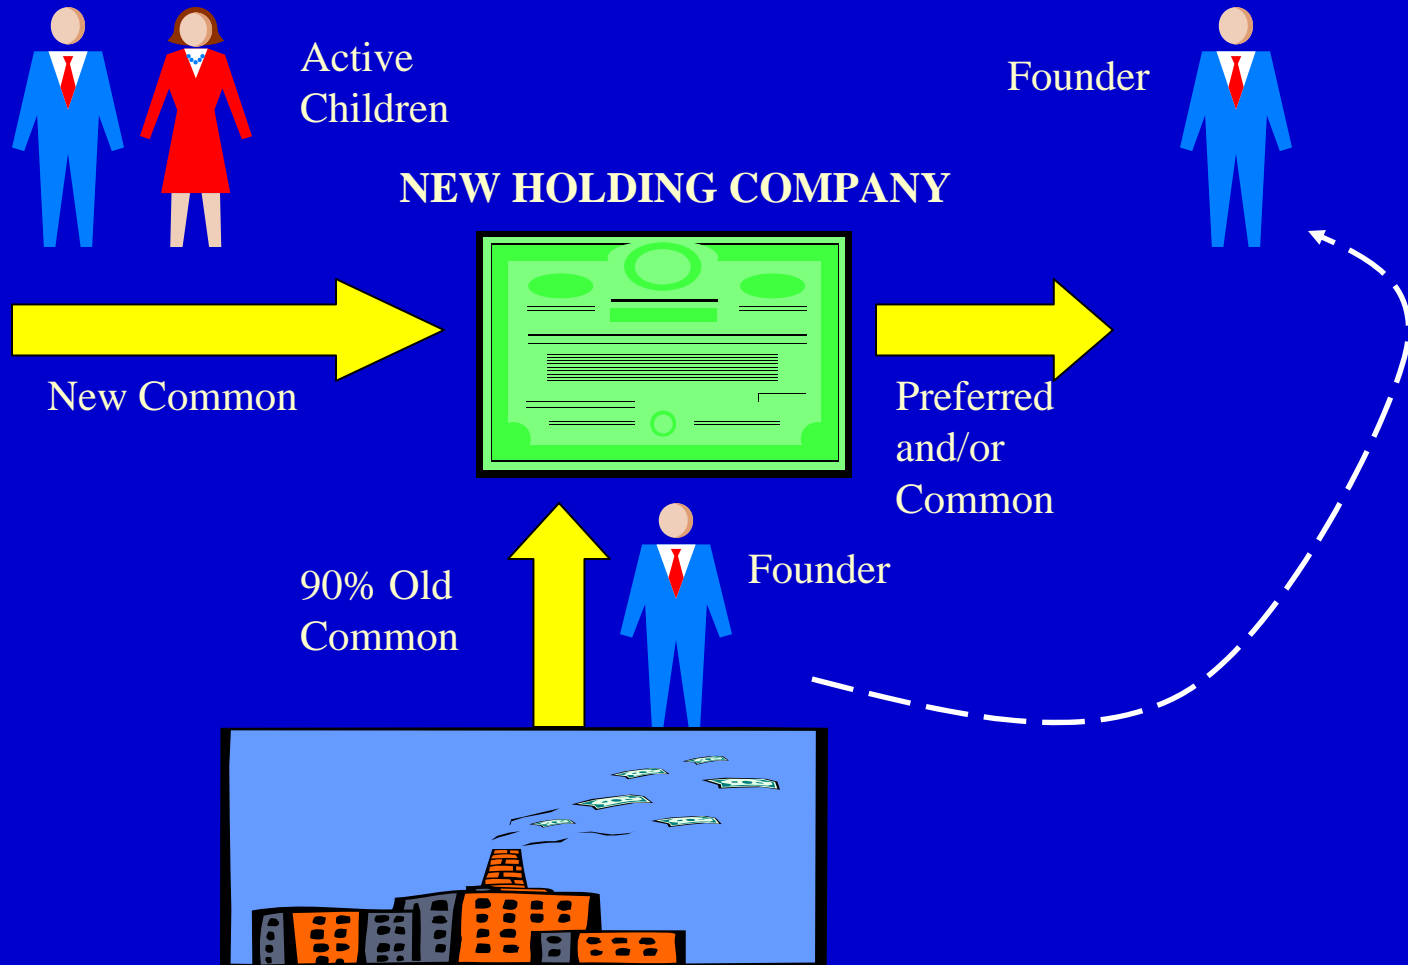 Active
Children
Founder
NEW HOLDING COMPANY
New Common
Preferred
and/or
Common
90% Old
Common
Founder